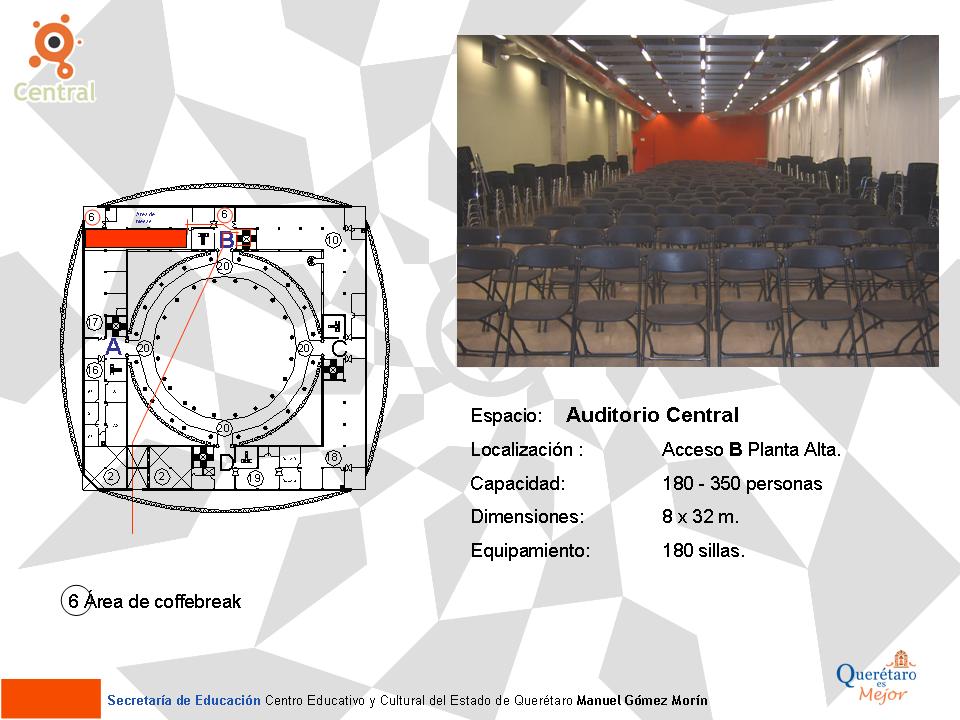 Central
6
6
B
10
20
17
A
20
20
C
16
20
D
18
2
2
19
Espacio: Auditorio Central
Localización : Acceso B Planta Alta.
Capacidad: 180 - 350 personas
Dimensiones: 8 x 32 m.
Equipamiento: 180 sillas.
6 Área de coffebreak
Secretaría de Educación Centro Educativo y Cultural del Estado de Querétaro Manuel Gómez Morín
Querétaro
es
Mejor